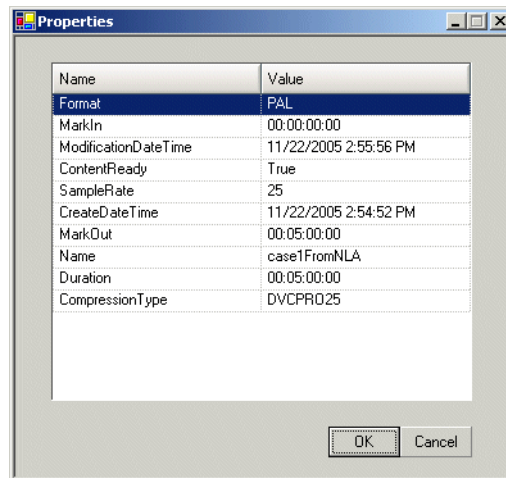 Properties
Name Value
Format PAL
MarkIn 00:00:00:00
ModificationDateTime 11/22/2005 2:55:56 PM
ContentReady True
SampleRate 25
CreateDateTime 11/22/2005 2:54:52 PM
MarkOut 00:05:00:00
Name case1FromNLA
Duration 00:05:00:00
CompressionType DVCPRO25
OK Cancel